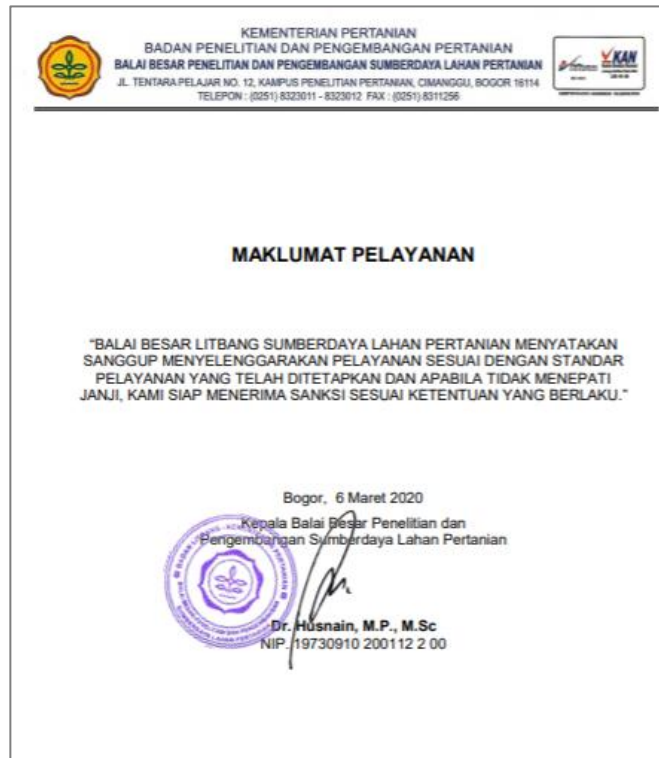 KEMENTERIAN PERTANIAN
BADAN PENELITIAN DAN PENGEMBANGAN PERTANIAN
BALAI BESAR PENELITIAN DAN PENGEMBANGAN SUMBERDAYA LAHAN PERTANIAN
JL. TENTARA PELAJAR NO. 12, KAMPUS PENELITIAN PERTANIAN, CIMANGGU, BOGOR 16114
TELEPON : (0251) 8323011 - 8323012 FAX : (0251) 8311256
KAN
MAKLUMAT PELAYANAN
“BALAI BESAR LITBANG SUMBERDAYA LAHAN PERTANIAN MENYATAKAN
SANGGUP MENYELENGGARAKAN PELAYANAN SESUAI DENGAN STANDAR
PELAYANAN YANG TELAH DITETAPKAN DAN APABILA TIDAK MENEPATI
JANJI, KAMI SIAP MENERIMA SANKSI SESUAI KETENTUAN YANG BERLAKU.”
Bogor, 6 Maret 2020
Kepala Balai Besar Penelitian dan
Pengembangan Sumberdaya Lahan Pertanian
Dr. Husnain, M.P., M.Sc
NIP. 19730910 200112 2 00